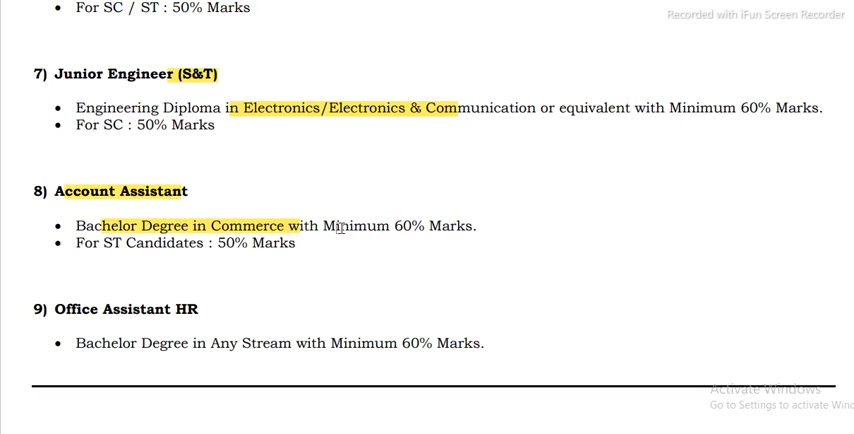 • For SC / ST : 50% Marks
Recorded with iFun Screen Recorder
7) Junior Engineer (S&T)
• Engineering Diploma in Electronics/Electronics & Communication or equivalent with Minimum 60% Marks.
• For SC : 50% Marks
8) Account Assistant
• Bachelor Degree in Commerce with Minimum 60% Marks.
• For ST Candidates : 50% Marks
9) Office Assistant HR
• Bachelor Degree in Any Stream with Minimum 60% Marks.
Activate Windows
Go to Settings to activate Winc